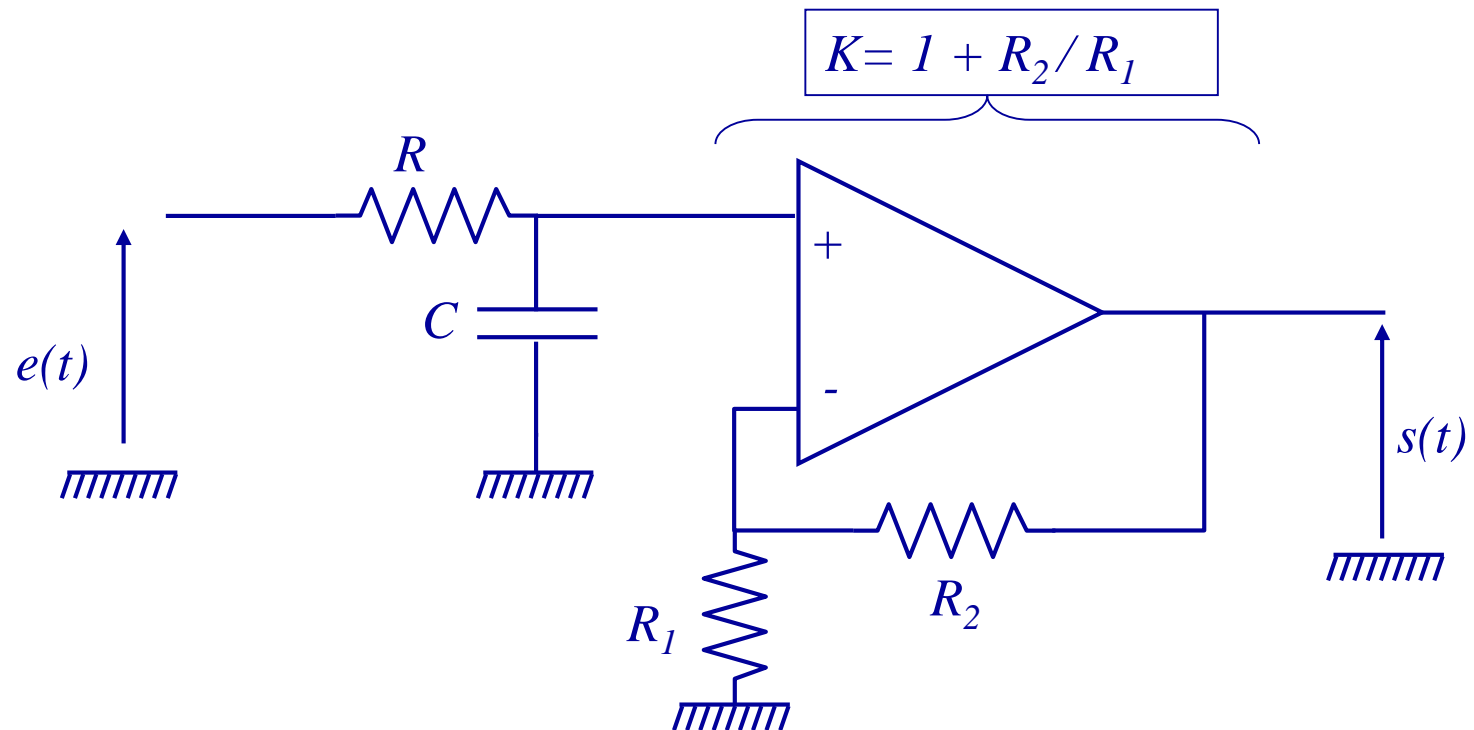 K= 1 + R₂/ R₁
R
+
C
e(t)
-
s(t)
R₂
R₁